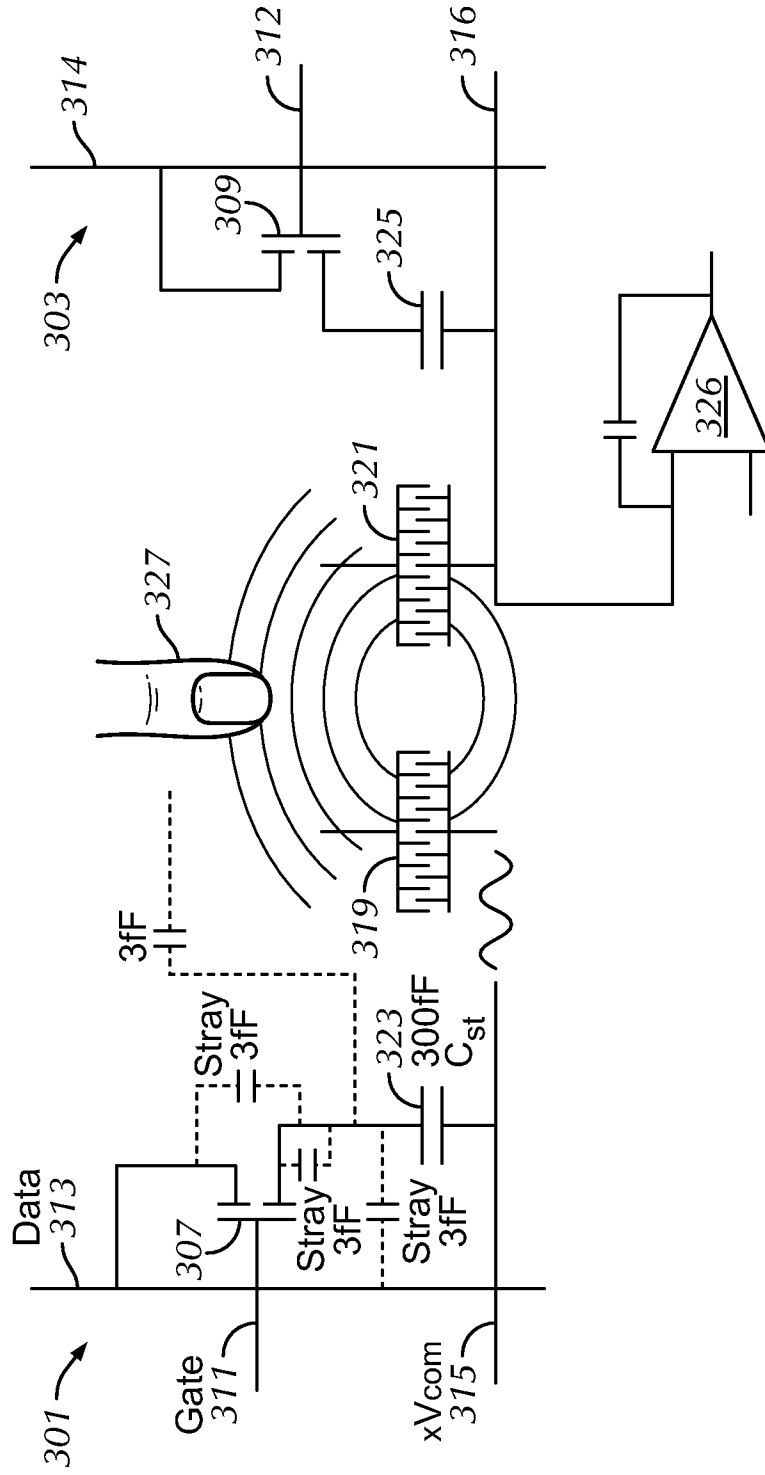 301
Data
313
Gate
311
307
Stray
3fF
Stray
3fF
Stray
3fF
3fF
xVcom
315
323
300fF
Cst
319
327
321
303
314
309
312
325
316
326